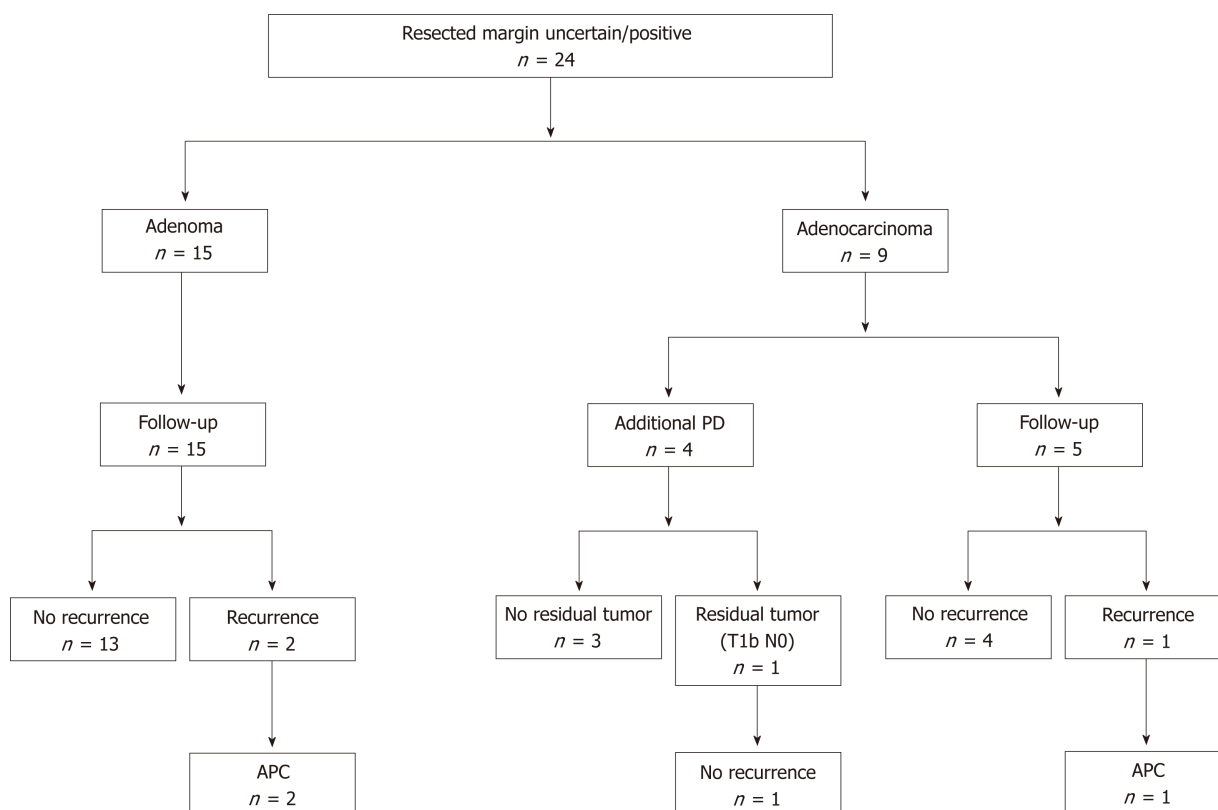 Resected margin uncertain/positive
n = 24
Adenoma
n = 15
Adenocarcinoma
n = 9
Follow-up
n = 15
Additional PD
n = 4
Follow-up
n = 5
No recurrence
n = 13
Recurrence
n = 2
No residual tumor
n = 3
Residual tumor
(T1b N0)
n = 1
No recurrence
n = 4
Recurrence
n = 1
APC
n = 2
No recurrence
n = 1
APC
n = 1